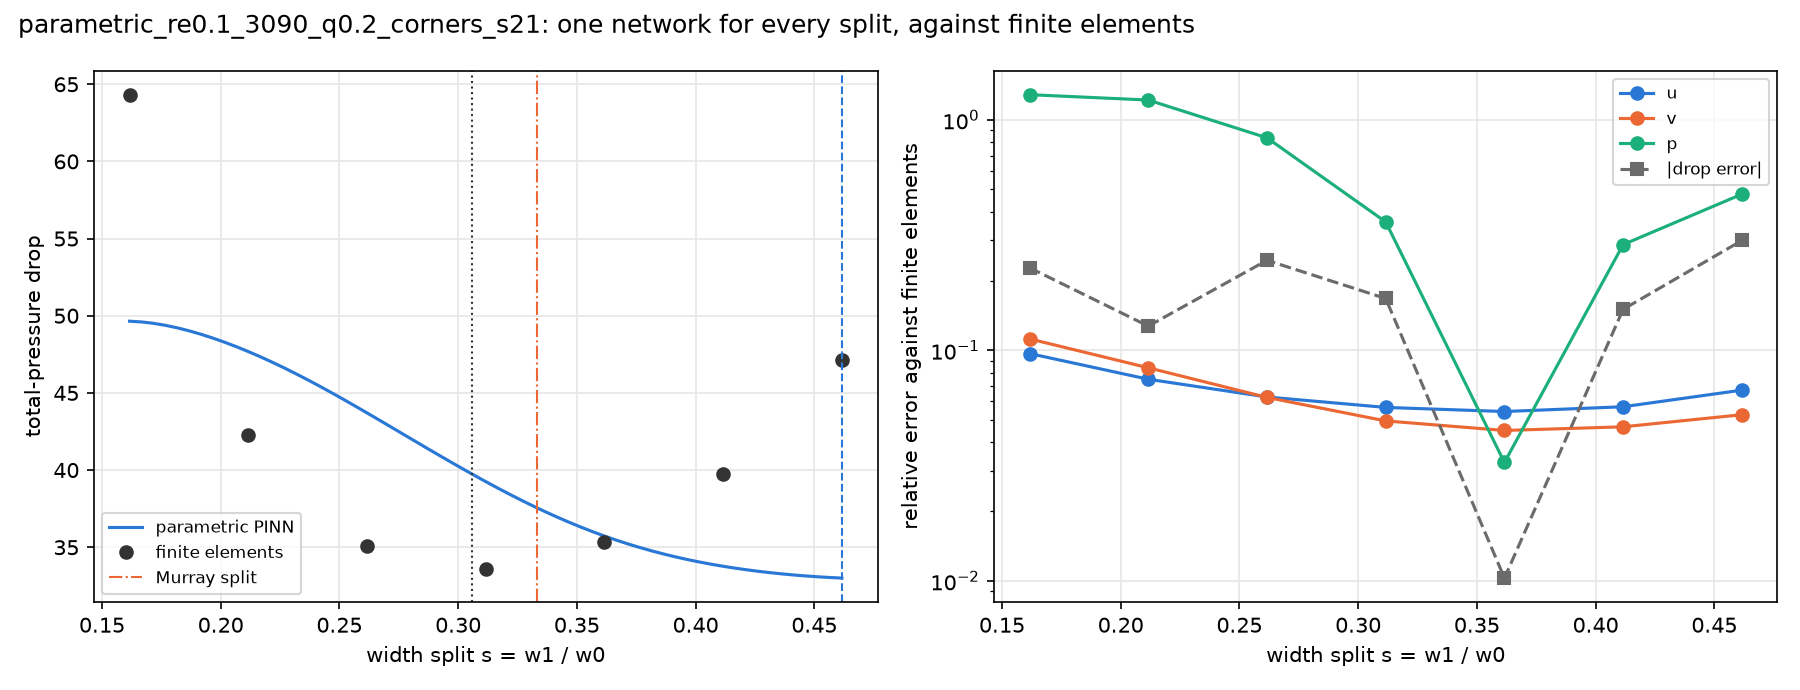 parametric_re0.1_3090_q0.2_corners_s21: one network for every split, against finite elements
total-pressure drop
65
60
55
50
45
40
35
parametric PINN
finite elements
Murray split
0.15 0.20 0.25 0.30 0.35 0.40 0.45
width split s = w1 / w0
relative error against finite elements
10^0
10^-1
10^-2
u
v
p
|drop error|
0.15 0.20 0.25 0.30 0.35 0.40 0.45
width split s = w1 / w0